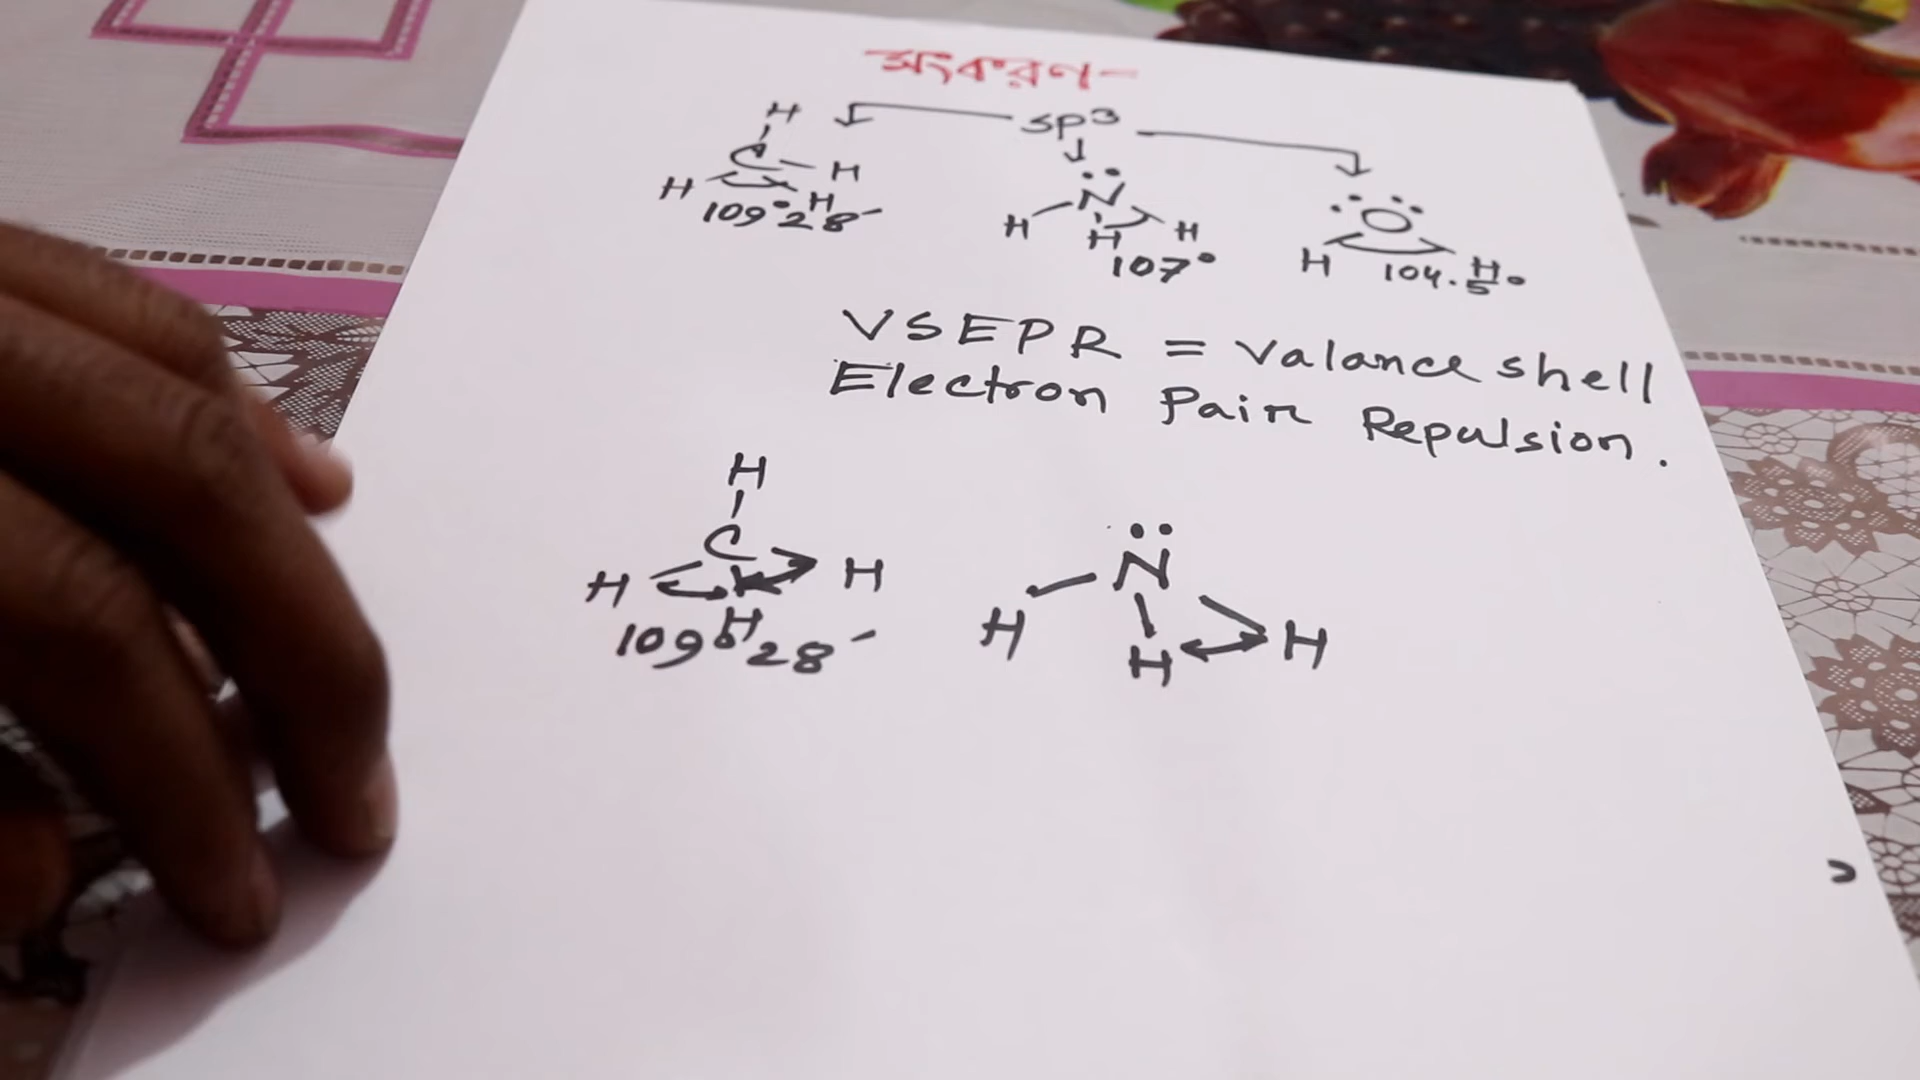 সংকরণ-
sp³
H
C - H
H H
109°28′
N
H H H
107°
O
H H
104.5°
VSEPR = Valance shell
Electron Pair Repulsion.
H
C
H H
H
109°28′
N
H H H